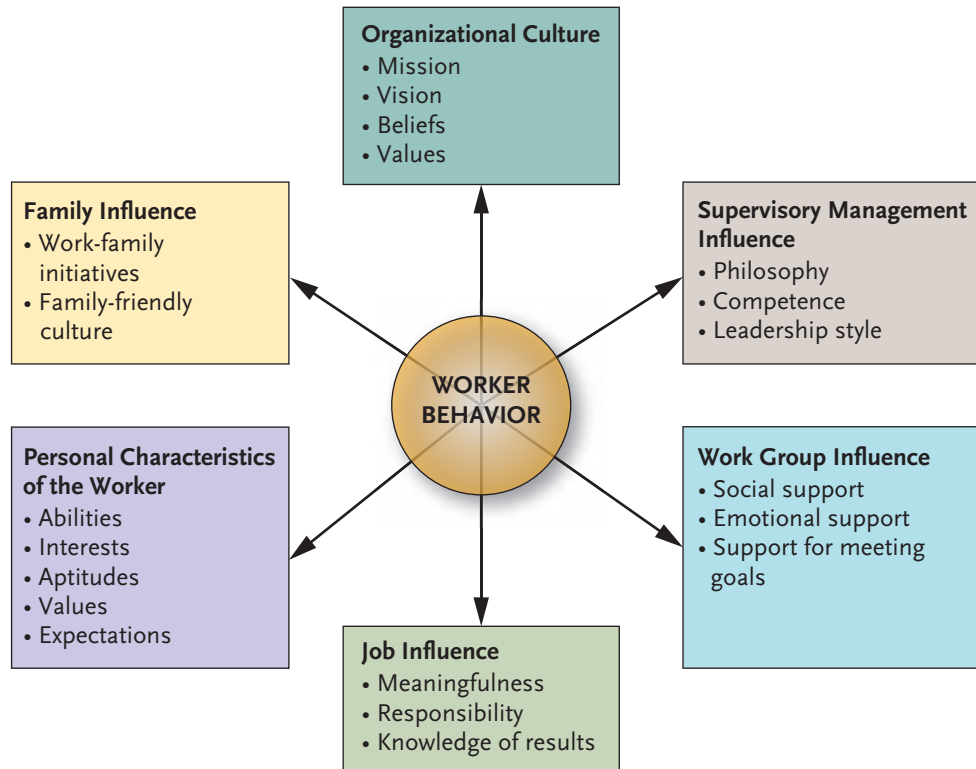 Organizational Culture
• Mission
• Vision
• Beliefs
• Values
Family Influence
• Work-family
initiatives
• Family-friendly
culture
Supervisory Management
Influence
• Philosophy
• Competence
• Leadership style
WORKER
BEHAVIOR
Personal Characteristics
of the Worker
• Abilities
• Interests
• Aptitudes
• Values
• Expectations
Work Group Influence
• Social support
• Emotional support
• Support for meeting
goals
Job Influence
• Meaningfulness
• Responsibility
• Knowledge of results